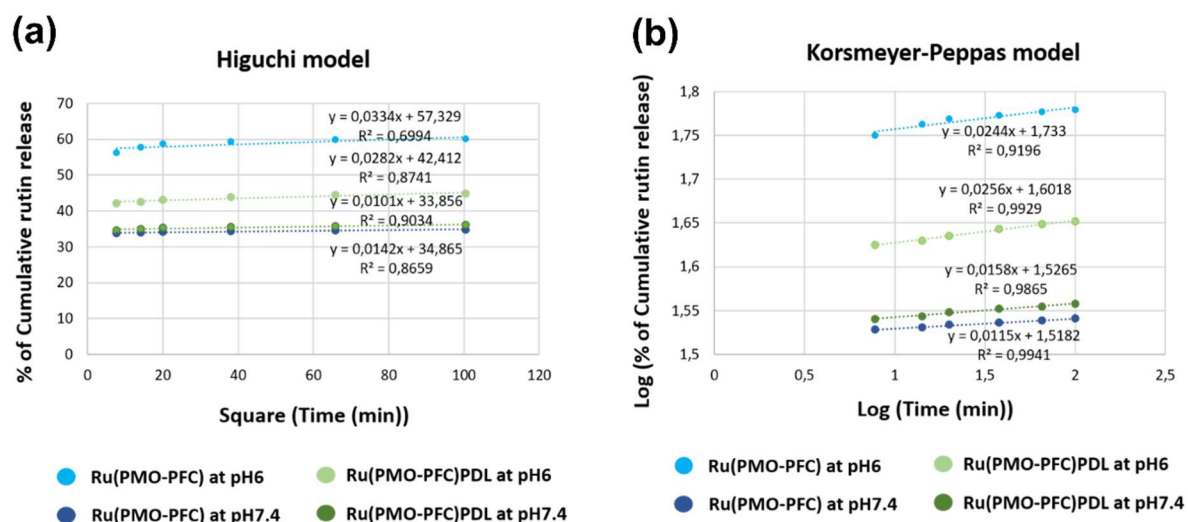 (a)
Higuchi model
% of Cumulative rutin release
70
60
50
40
30
20
10
0
y = 0,0334x + 57,329
R² = 0,6994
y = 0,0282x + 42,412
R² = 0,8741
y = 0,0101x + 33,856
R² = 0,9034
y = 0,0142x + 34,865
R² = 0,8659
0 20 40 60 80 100 120
Square (Time (min))
Ru(PMO-PFC) at pH6
Ru(PMO-PFC)PDL at pH6
Ru(PMO-PFC) at pH7.4
Ru(PMO-PFC)PDL at pH7.4
(b)
Korsmeyer-Peppas model
Log (% of Cumulative rutin release)
1,8
1,75
1,7
1,65
1,6
1,55
1,5
y = 0,0244x + 1,733
R² = 0,9196
y = 0,0256x + 1,6018
R² = 0,9929
y = 0,0158x + 1,5265
R² = 0,9865
y = 0,0115x + 1,5182
R² = 0,9941
0 0,5 1 1,5 2 2,5
Log (Time (min))
Ru(PMO-PFC) at pH6
Ru(PMO-PFC)PDL at pH6
Ru(PMO-PFC) at pH7.4
Ru(PMO-PFC)PDL at pH7.4